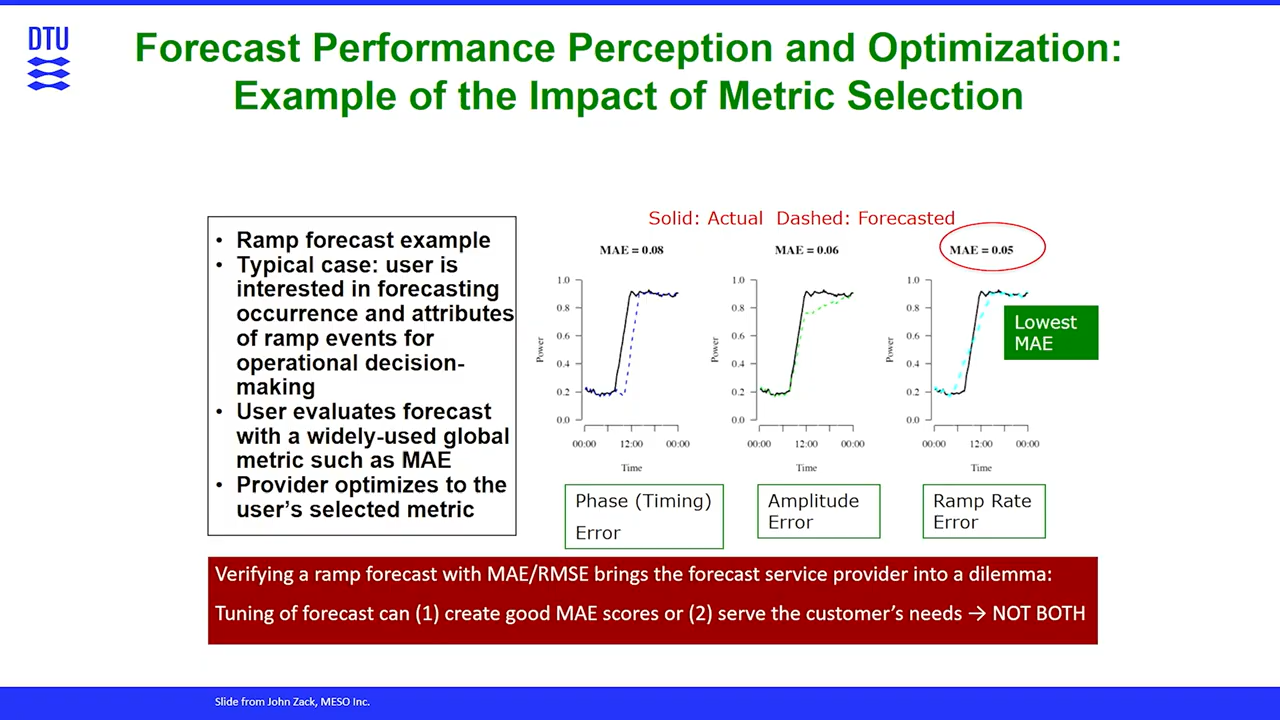 DTU
Forecast Performance Perception and Optimization:
Example of the Impact of Metric Selection
• Ramp forecast example
• Typical case: user is
interested in forecasting
occurrence and attributes
of ramp events for
operational decision-
making
• User evaluates forecast
with a widely-used global
metric such as MAE
• Provider optimizes to the
user's selected metric
Solid: Actual Dashed: Forecasted
MAE = 0.08
1.0
0.8
0.6
0.4
0.2
0.0
Power
00:00 12:00 00:00
Time
Phase (Timing)
Error
MAE = 0.06
1.0
0.8
0.6
0.4
0.2
0.0
Power
00:00 12:00 00:00
Time
Amplitude
Error
MAE = 0.05
1.0
0.8
0.6
0.4
0.2
0.0
Power
00:00 12:00 00:00
Time
Lowest
MAE
Ramp Rate
Error
Verifying a ramp forecast with MAE/RMSE brings the forecast service provider into a dilemma:
Tuning of forecast can (1) create good MAE scores or (2) serve the customer's needs → NOT BOTH
Slide from John Zack, MESO Inc.